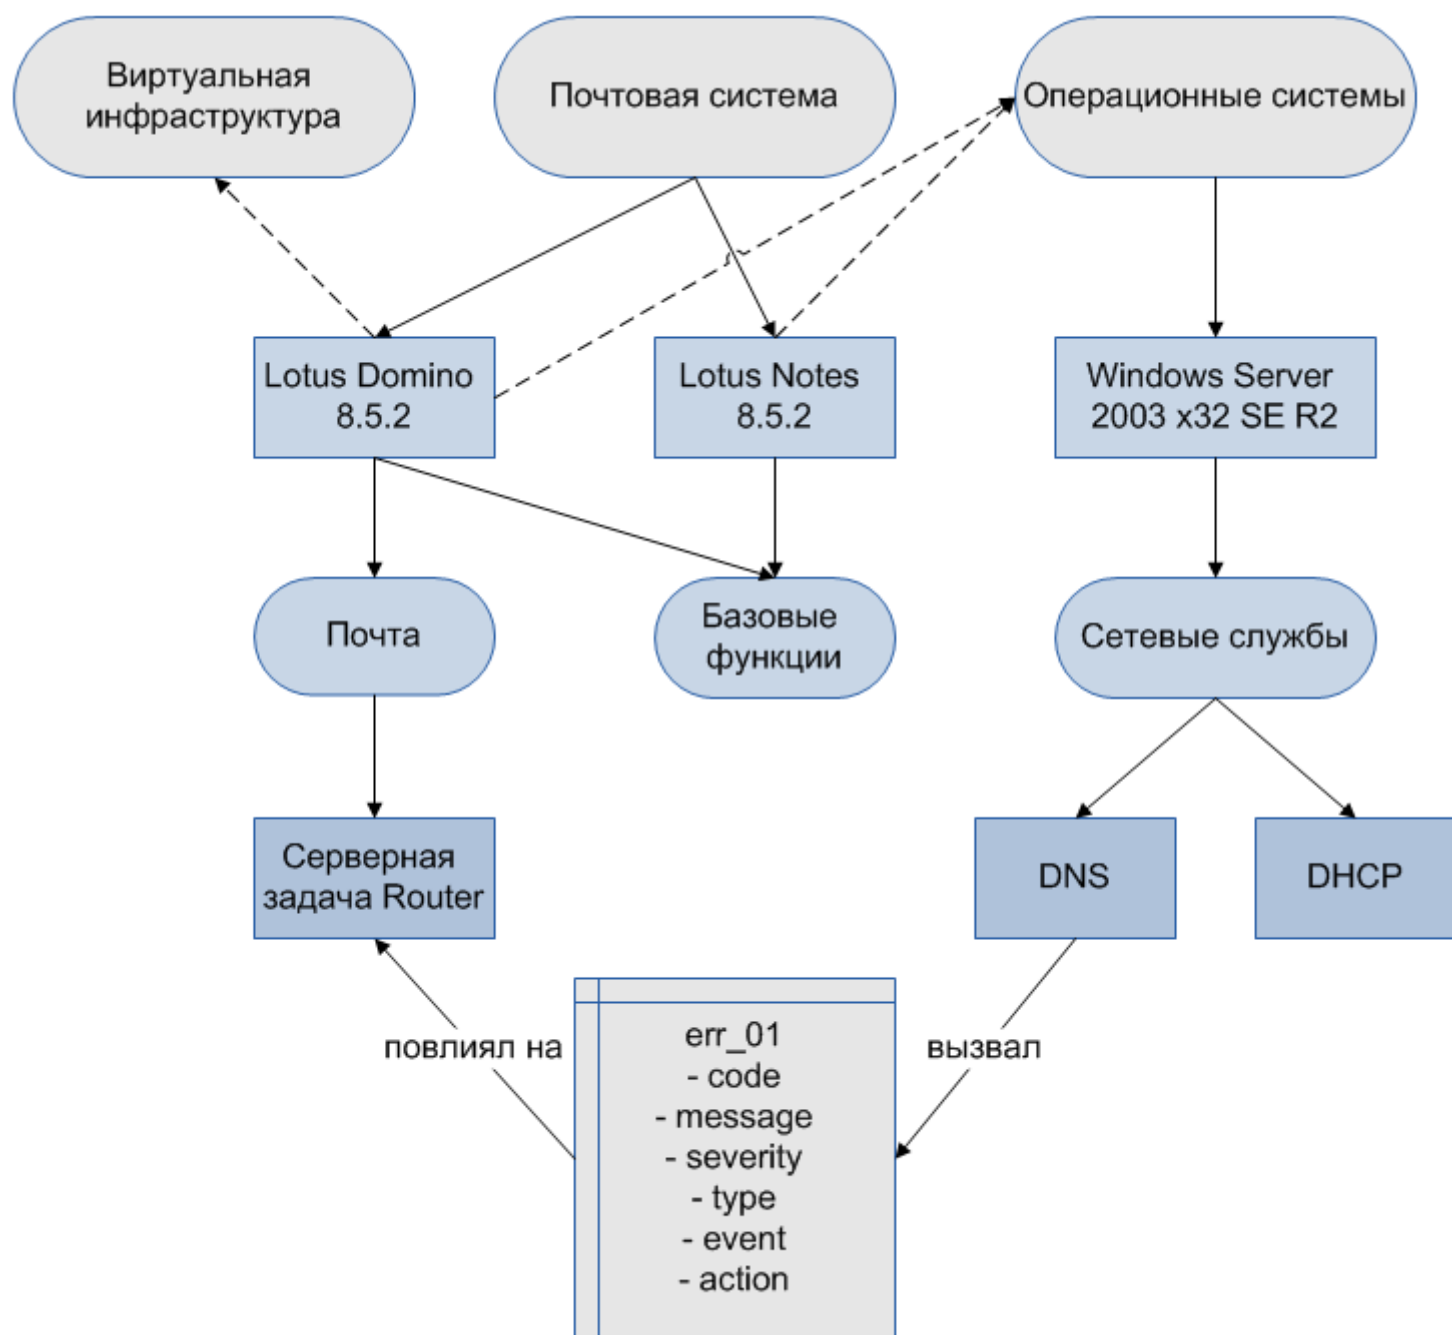 Виртуальная
инфраструктура
Почтовая система
Операционные системы
Lotus Domino
8.5.2
Lotus Notes
8.5.2
Windows Server
2003 x32 SE R2
Почта
Базовые
функции
Сетевые службы
Серверная
задача Router
DNS
DHCP
повлиял на
вызвал
err_01
- code
- message
- severity
- type
- event
- action